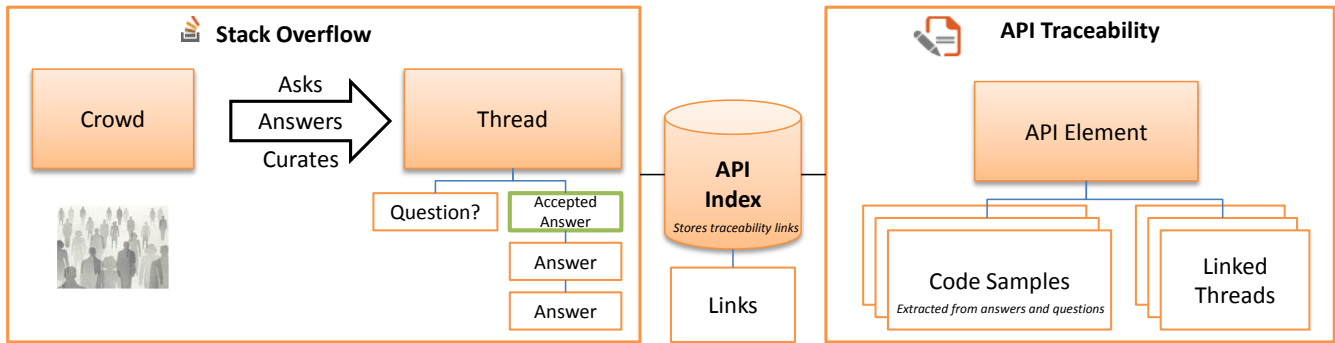 Stack Overflow
Crowd
Asks
Answers
Curates
Thread
Question?
Accepted
Answer
Answer
Answer
API
Index
Stores traceability links
Links
API Traceability
API Element
Code Samples
Extracted from answers and questions
Linked
Threads